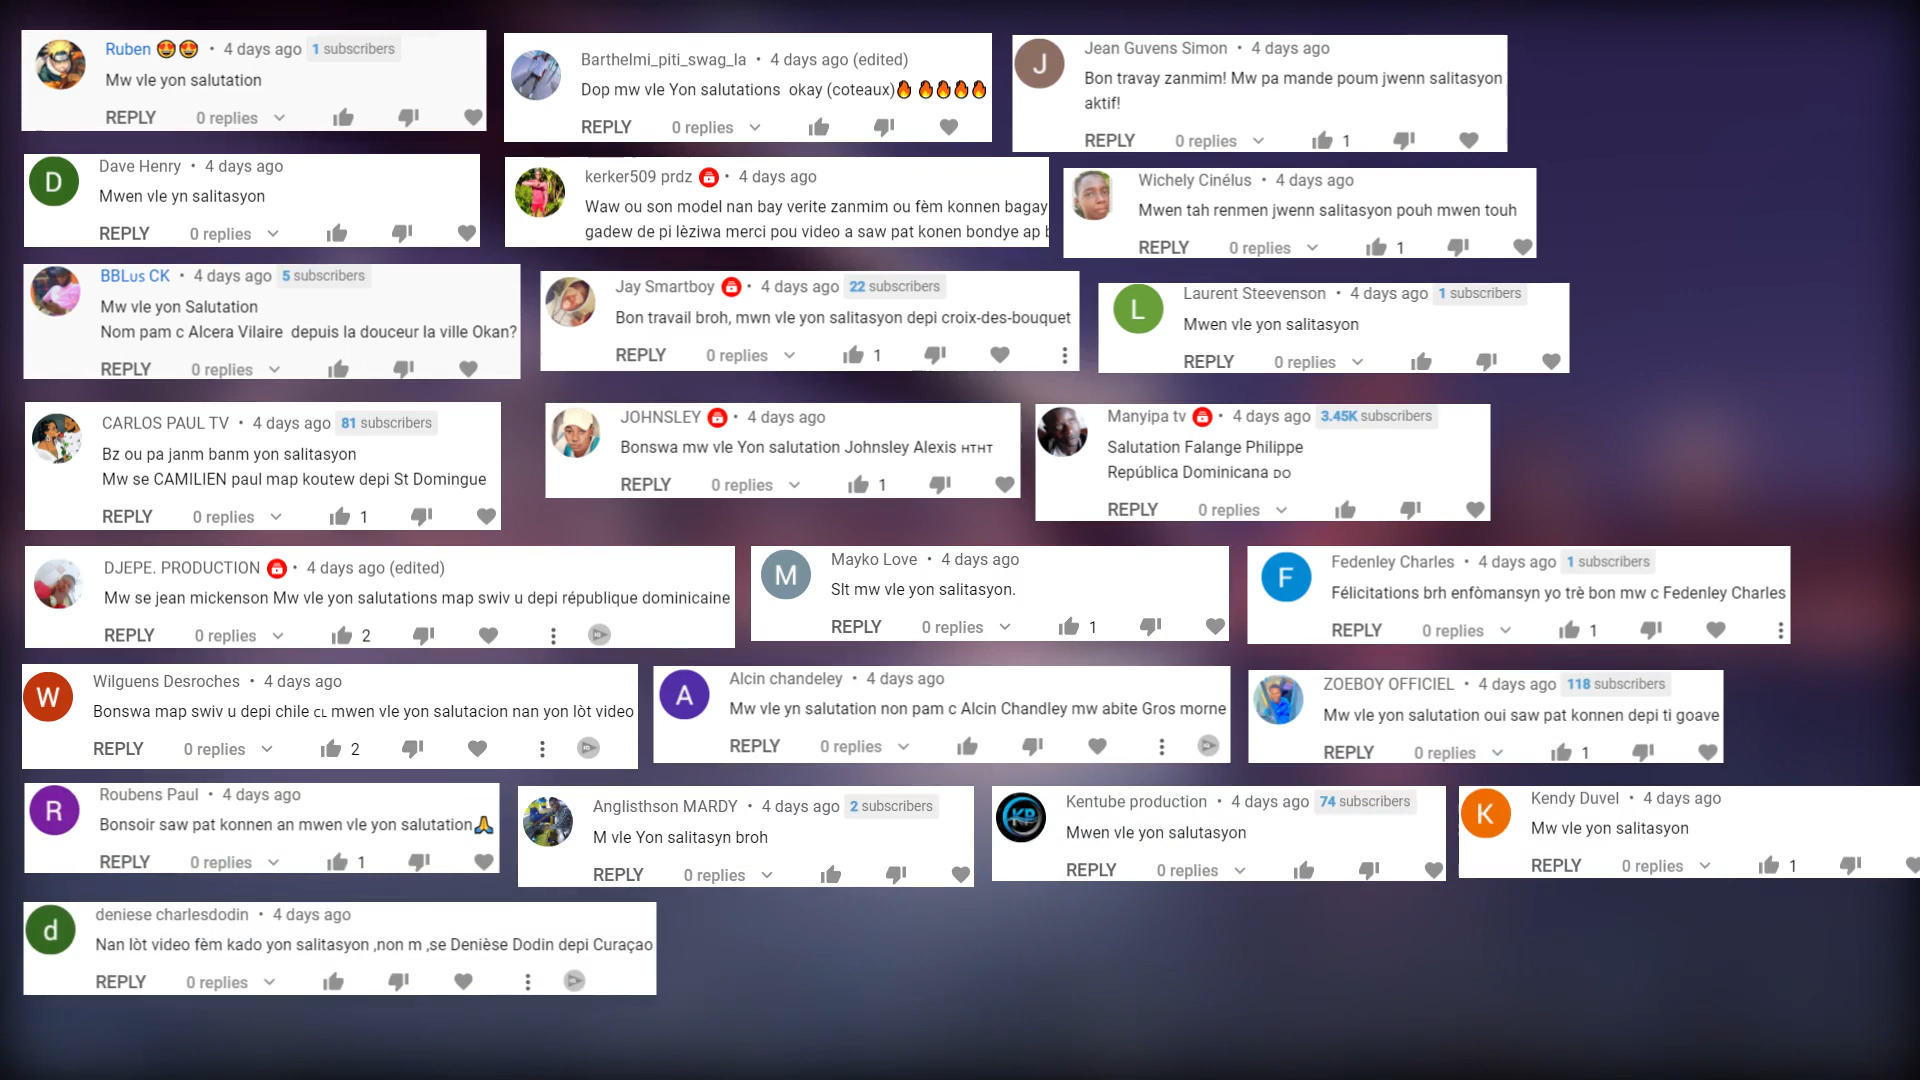 Ruben 😍😍 • 4 days ago 1 subscribers
Mw vle yon salutation
REPLY 0 replies
Barthelmi_piti_swag_la • 4 days ago (edited)
Dop mw vle Yon salutations okay (coteaux)🔥 🔥🔥🔥🔥
REPLY 0 replies
Jean Guvens Simon • 4 days ago
Bon travay zanmim! Mw pa mande poum jwenn salitasyon
aktif!
REPLY 0 replies 1
Dave Henry • 4 days ago
Mwen vle yn salitasyon
REPLY 0 replies
kerker509 prdz • 4 days ago
Waw ou son model nan bay verite zanmim ou fèm konnen bagay
gadew de pi lèziwa merci pou video a saw pat konen bondye ap
REPLY 0 replies 1
Wichely Cinélus • 4 days ago
Mwen tah renmen jwenn salitasyon pouh mwen touh
BBLus CK • 4 days ago 5 subscribers
Mw vle yon Salutation
Nom pam c Alcera Vilaire depuis la douceur la ville Okan?
REPLY 0 replies
Jay Smartboy • 4 days ago 22 subscribers
Bon travail broh, mwn vle yon salitasyon depi croix-des-bouquet
REPLY 0 replies 1
Laurent Steevenson • 4 days ago 1 subscribers
Mwen vle yon salitasyon
REPLY 0 replies
CARLOS PAUL TV • 4 days ago 81 subscribers
Bz ou pa janm banm yon salitasyon
Mw se CAMILIEN paul map koutew depi St Domingue
REPLY 0 replies 1
JOHNSLEY • 4 days ago
Bonswa mw vle Yon salutation Johnsley Alexis HTHT
REPLY 0 replies 1
Manyipa tv • 4 days ago 3.45K subscribers
Salutation Falange Philippe
República Dominicana DO
REPLY 0 replies
DJEPE. PRODUCTION • 4 days ago (edited)
Mw se jean mickenson Mw vle yon salutations map swiv u depi république dominicaine
REPLY 0 replies 2
M
Mayko Love • 4 days ago
Slt mw vle yon salitasyon.
REPLY 0 replies 1
F
Fedenley Charles • 4 days ago 1 subscribers
Félicitations brh enfòmansyn yo trè bon mw c Fedenley Charles
REPLY 0 replies 1
W
Wilguens Desroches • 4 days ago
Bonswa map swiv u depi chile CL mwen vle yon salutacion nan yon lòt video
REPLY 0 replies 2
A
Alcin chandeley • 4 days ago
Mw vle yn salutation non pam c Alcin Chandley mw abite Gros morne
REPLY 0 replies
ZOEBOY OFFICIEL • 4 days ago 118 subscribers
Mw vle yon salutation oui saw pat konnen depi ti goave
REPLY 0 replies 1
R
Roubens Paul • 4 days ago
Bonsoir saw pat konnen an mwen vle yon salutation🙏
REPLY 0 replies 1
Anglisthson MARDY • 4 days ago 2 subscribers
M vle Yon salitasyn broh
REPLY 0 replies
Kentube production • 4 days ago 74 subscribers
Mwen vle yon salutasyon
REPLY 0 replies
K
Kendy Duvel • 4 days ago
Mw vle yon salitasyon
REPLY 0 replies 1
d
deniese charlesdodin • 4 days ago
Nan lòt video fèm kado yon salitasyon ,non m ,se Denièse Dodin depi Curaçao
REPLY 0 replies